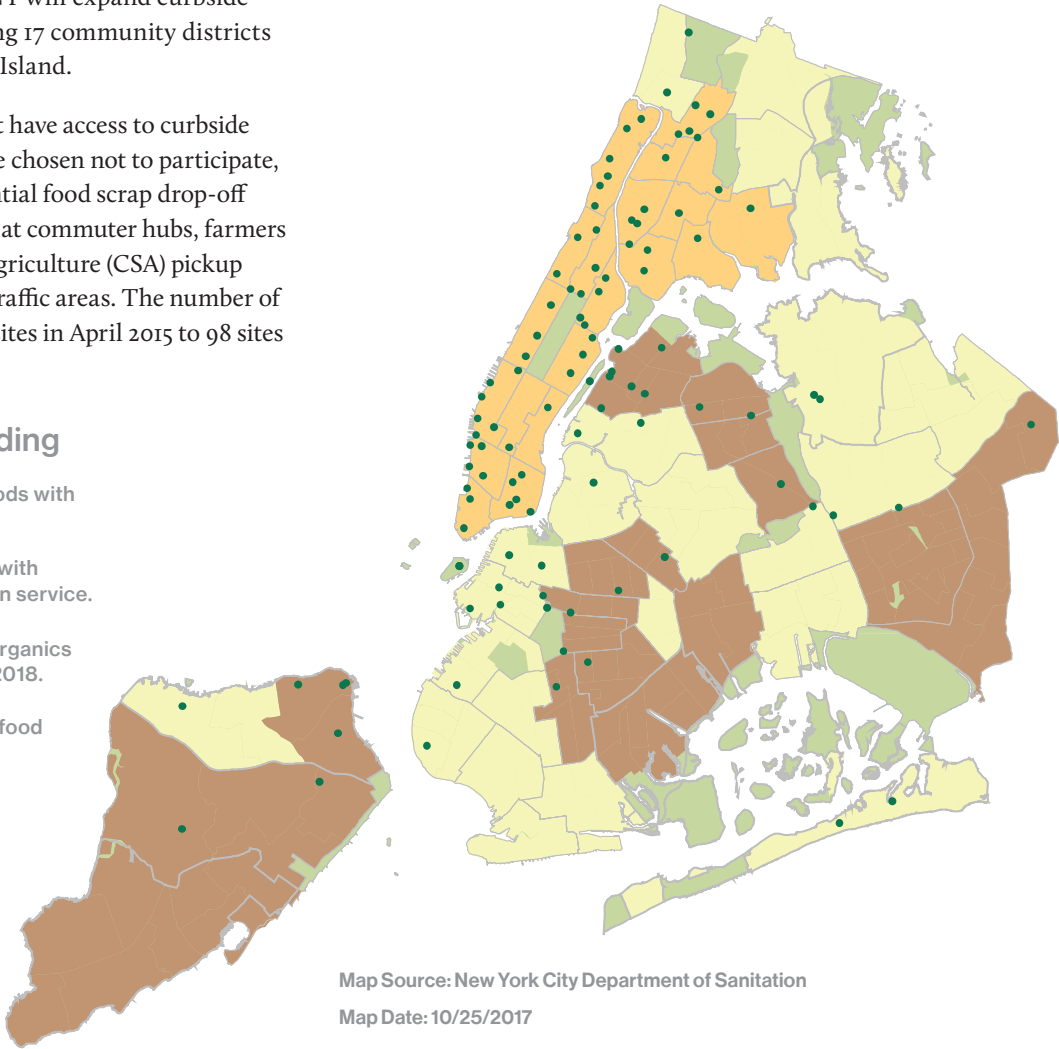 will expand curbside
ng 17 community districts
Island.
t have access to curbside
e chosen not to participate,
tial food scrap drop-off
at commuter hubs, farmers
griculture (CSA) pickup
raffic areas. The number of
ites in April 2015 to 98 sites
ding
ods with
with
n service.
rganics
2018.
food
Map Source: New York City Department of Sanitation
Map Date: 10/25/2017